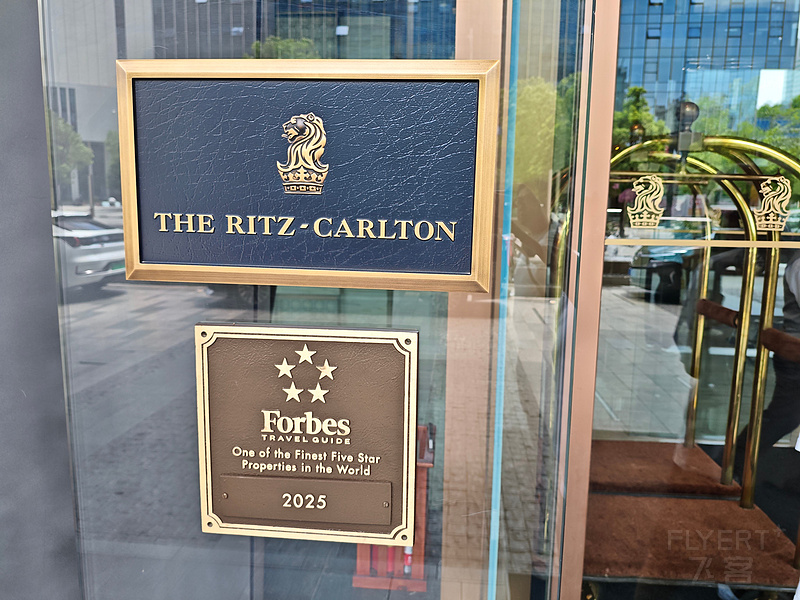 THE RITZ-CARLTON
Forbes
TRAVEL GUIDE
One of the Finest Five Star
Properties in the World
2025
FLYERT
飞客